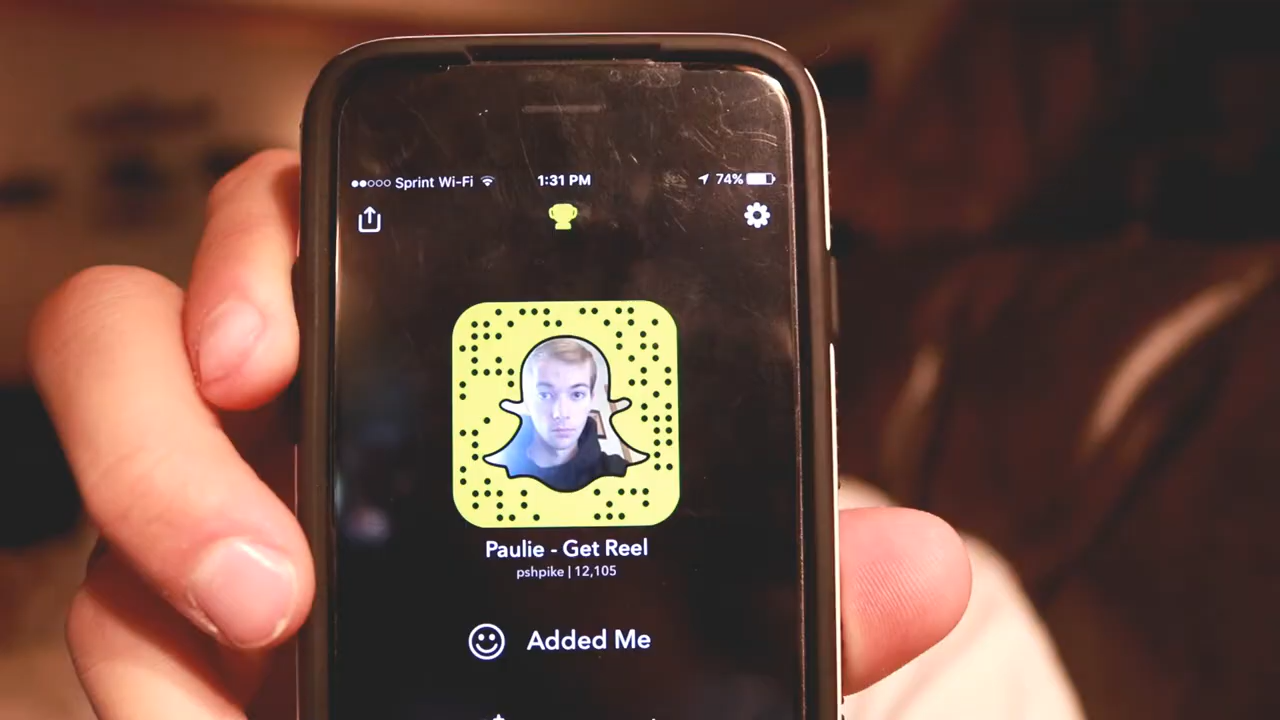 Sprint Wi-Fi 1:31 PM 74%
Paulie - Get Reel
pshpike | 12,105
Added Me